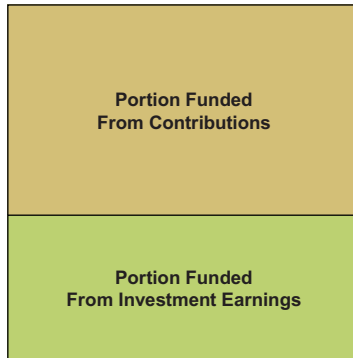 Portion Funded
From Contributions
Portion Funded
From Investment Earnings